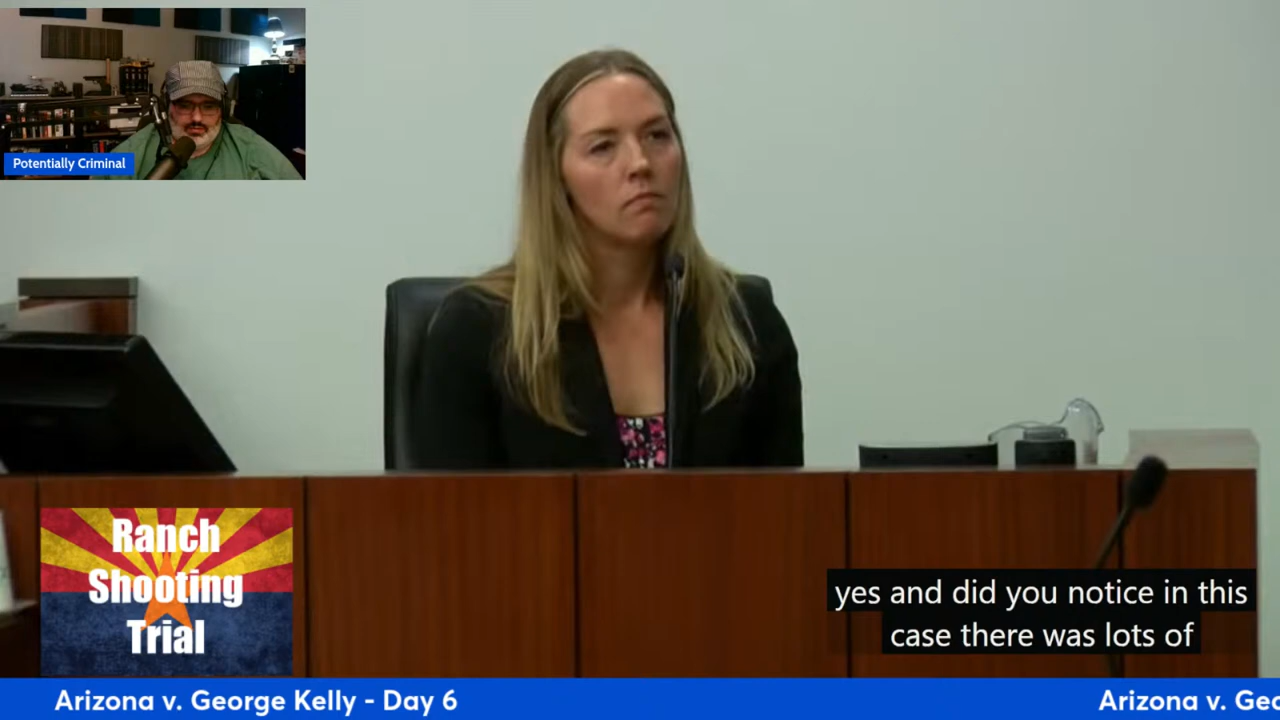 Potentially Criminal
Ranch
Shooting
Trial
yes and did you notice in this
case there was lots of
Arizona v. George Kelly - Day 6
Arizona v. Geo